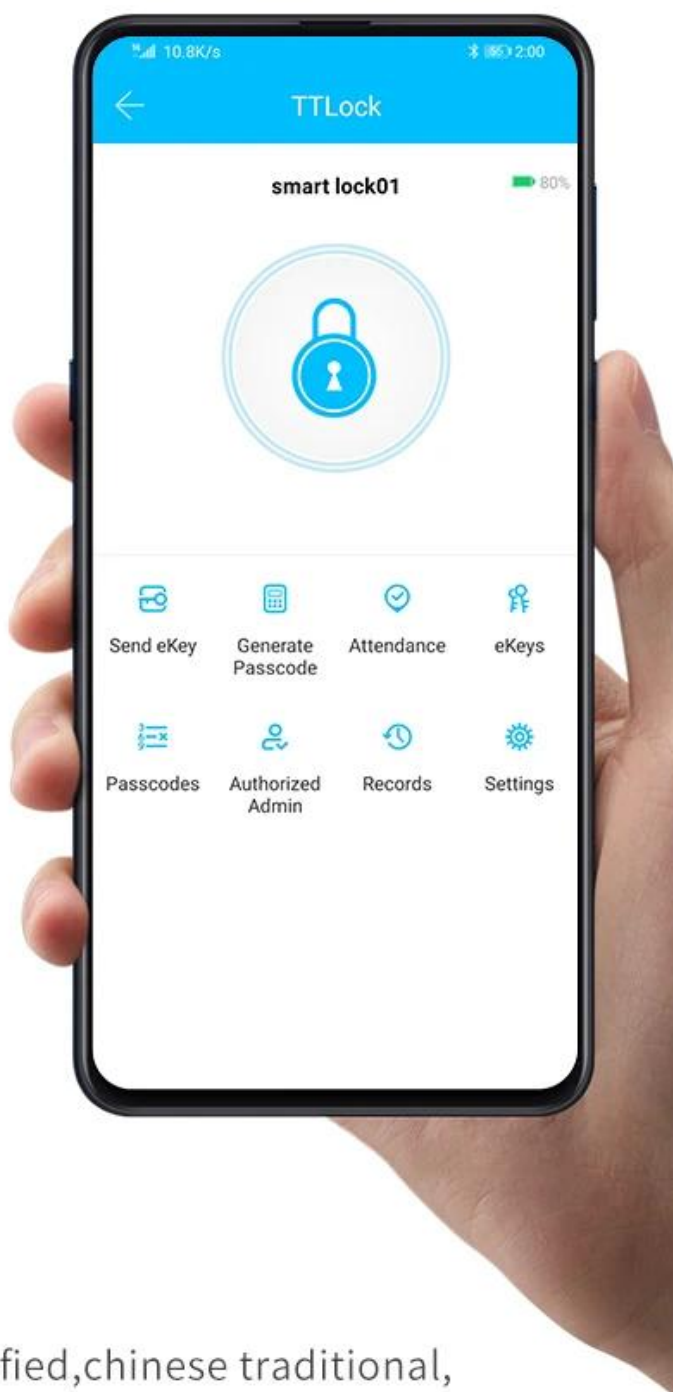 10.8K/s 2:00
TTLock
smart lock01 80%
Send eKey Generate Passcode Attendance eKeys
Passcodes Authorized Admin Records Settings
fied,chinese traditional,